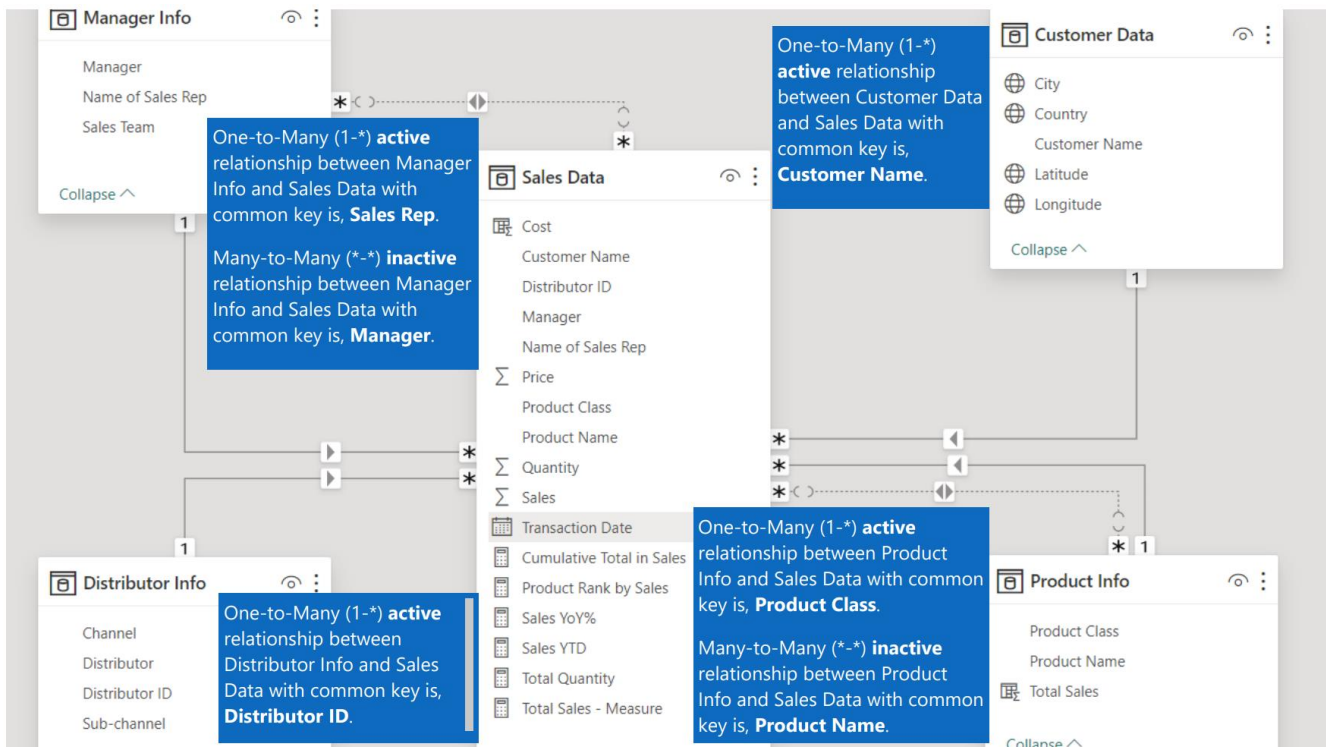 Manager Info
Manager
Name of Sales Rep
Sales Team
Collapse
1
*
*
One-to-Many (1-*) active
relationship between Manager
Info and Sales Data with
common key is, Sales Rep.
Many-to-Many (*-*) inactive
relationship between Manager
Info and Sales Data with
common key is, Manager.
One-to-Many (1-*)
active relationship
between Customer Data
and Sales Data with
common key is,
Customer Name.
Customer Data
City
Country
Customer Name
Latitude
Longitude
Collapse
1
Sales Data
Cost
Customer Name
Distributor ID
Manager
Name of Sales Rep
Price
Product Class
Product Name
Quantity
Sales
Transaction Date
Cumulative Total in Sales
Product Rank by Sales
Sales YoY%
Sales YTD
Total Quantity
Total Sales - Measure
*
*
*
*
*
1
Distributor Info
Channel
Distributor
Distributor ID
Sub-channel
One-to-Many (1-*) active
relationship between
Distributor Info and Sales
Data with common key is,
Distributor ID.
One-to-Many (1-*) active
relationship between Product
Info and Sales Data with common
key is, Product Class.
Many-to-Many (*-*) inactive
relationship between Product
Info and Sales Data with common
key is, Product Name.
* 1
Product Info
Product Class
Product Name
Total Sales
Collapse